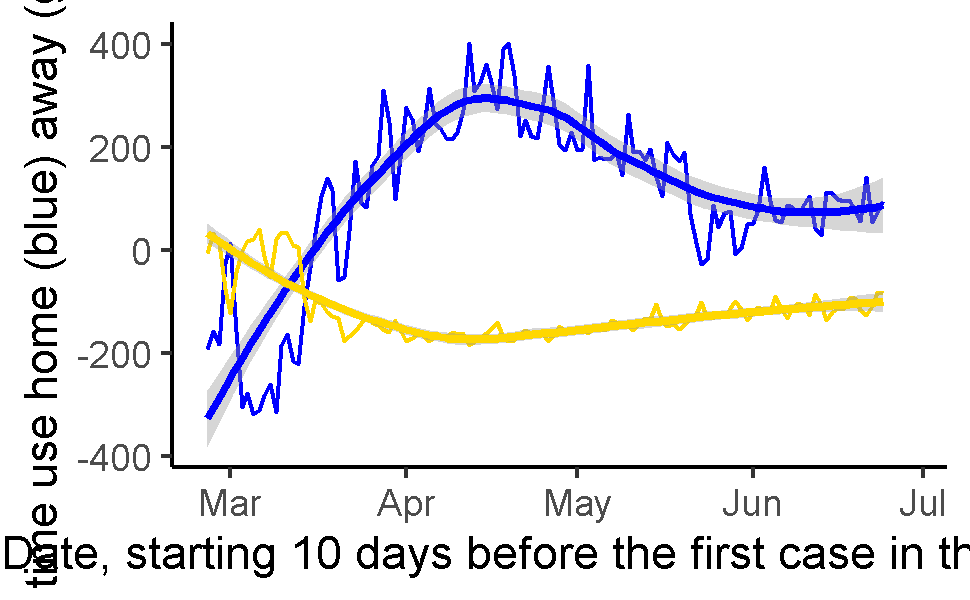 time use home (blue) away (
400
200
0
-200
-400
Mar Apr May Jun Jul
Date, starting 10 days before the first case in th